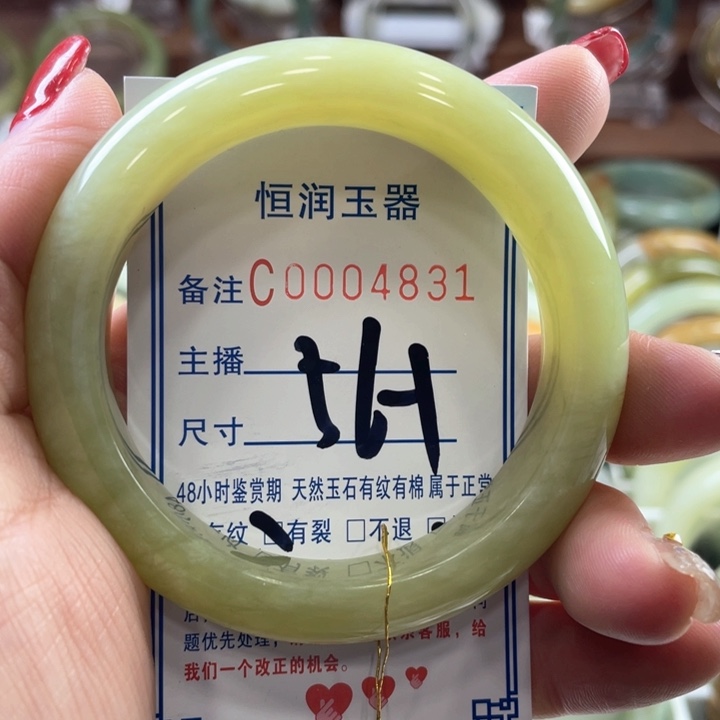 恒润玉器
备注C0004831
主播
尺寸
48小时鉴赏期 天然玉石有纹有棉 属于正常
有纹 有裂 □不退
题优先处理，
客服，给
我们一个改正的机会。